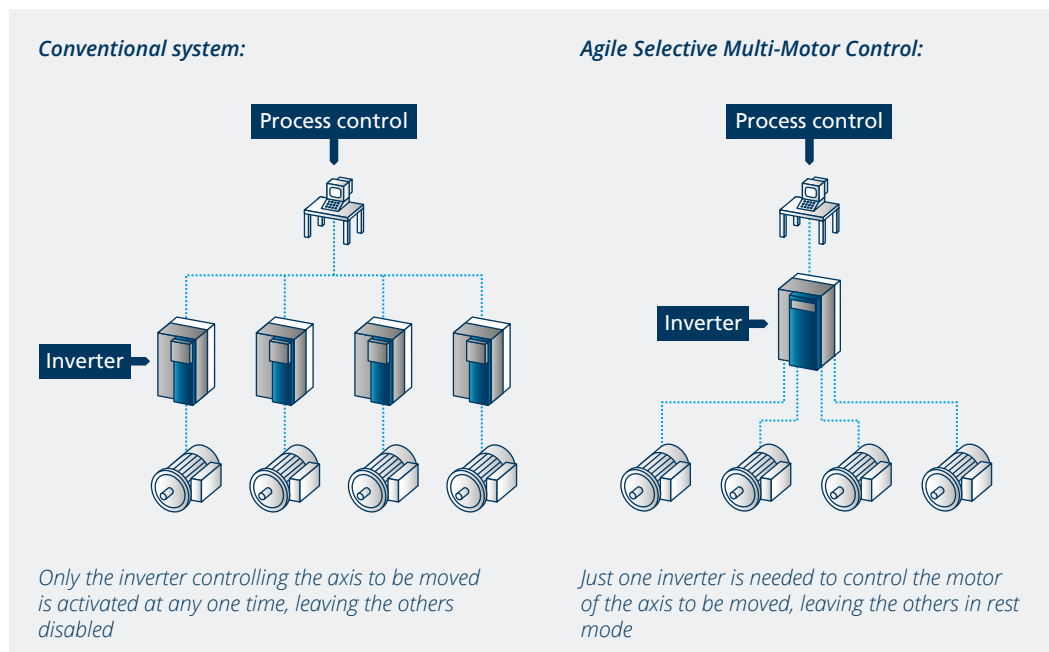 Conventional system:
Process control
Inverter
Only the inverter controlling the axis to be moved
is activated at any one time, leaving the others
disabled
Agile Selective Multi-Motor Control:
Process control
Inverter
Just one inverter is needed to control the motor
of the axis to be moved, leaving the others in rest
mode